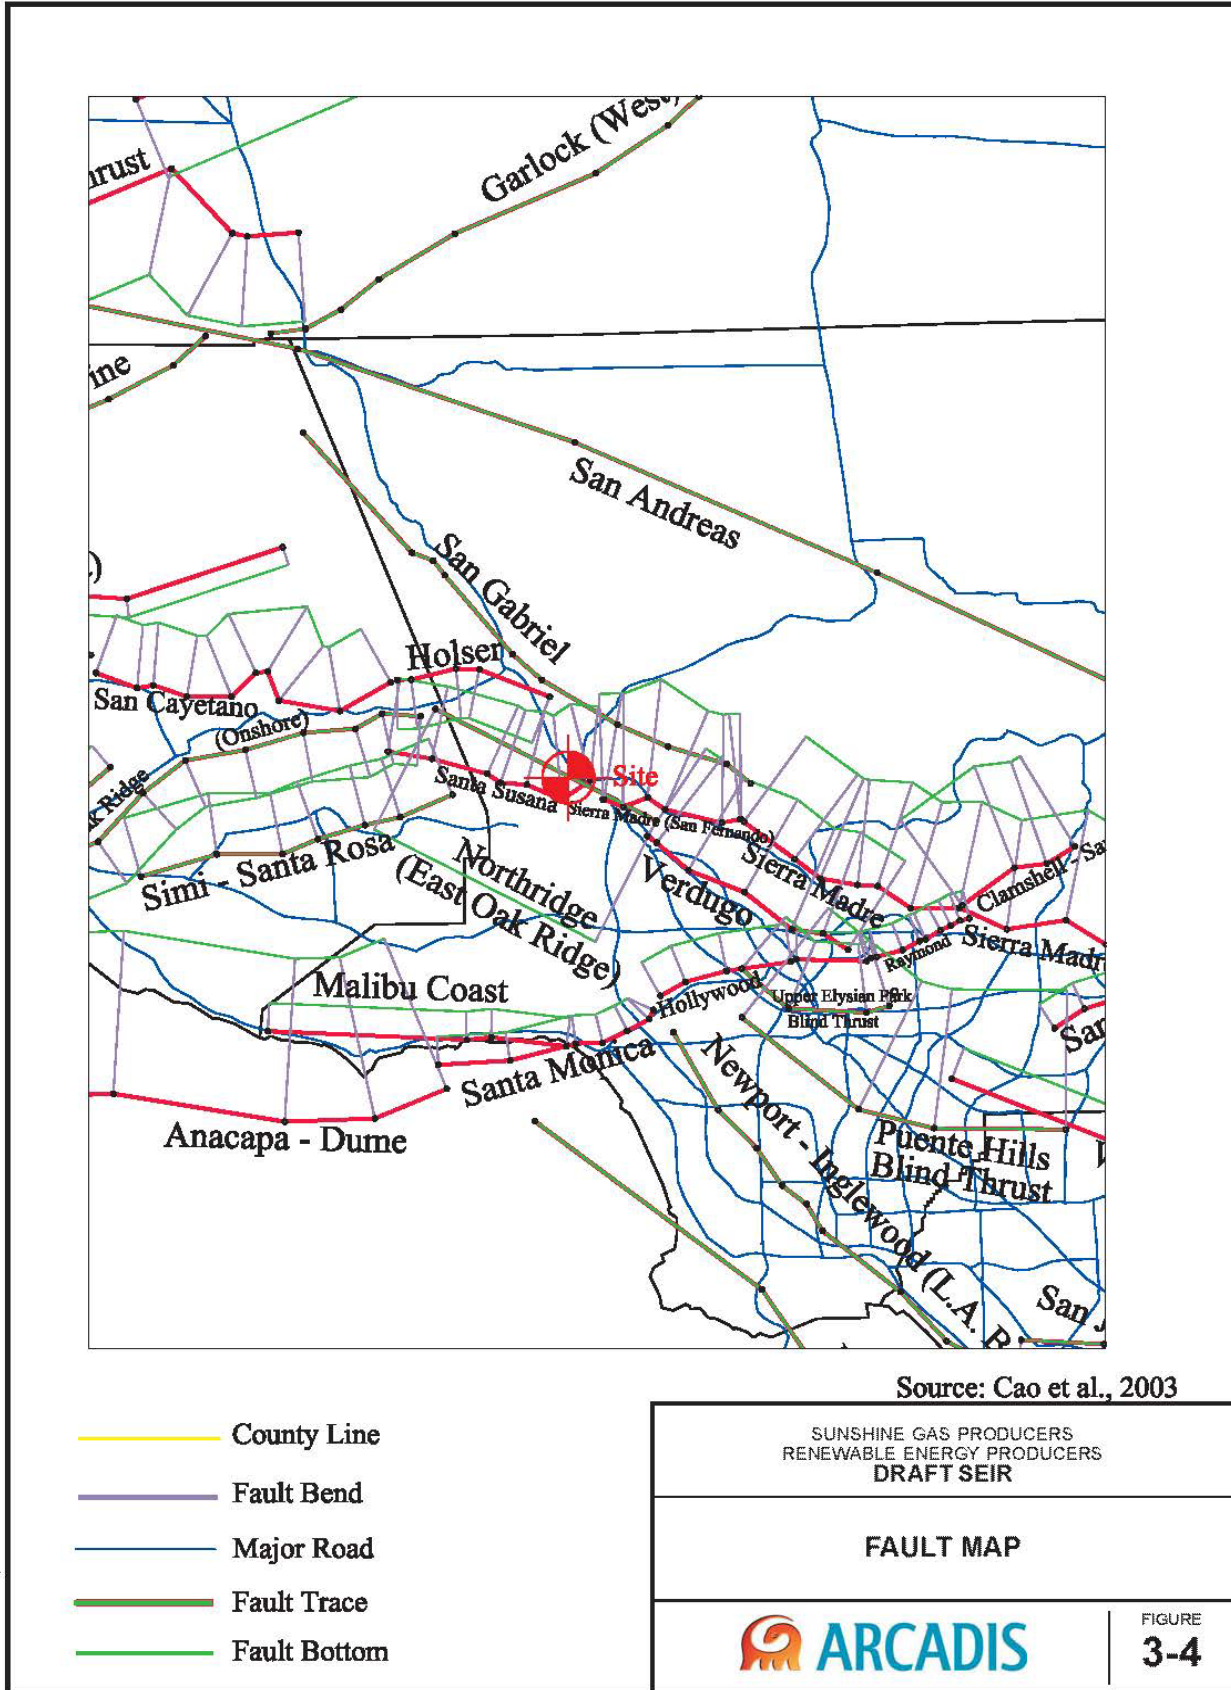 Garlock (West)
San Andreas
San Gabriel
Holser
San Cayetano
(Onshore)
Ridge
Santa Susana
Site
Sierra Madre (San Fernando)
Simi - Santa Rosa
Northridge
(East Oak Ridge)
Verdugo
Sierra Madre
Clamshell - Sa
Raymond
Sierra Madr
Malibu Coast
Hollywood
Upper Elysian Park
Blind Thrust
Santa Monica
Anacapa - Dume
Newport - Inglewood (L.A. B
Puente Hills
Blind Thrust
San J
Source: Cao et al., 2003
County Line
Fault Bend
Major Road
Fault Trace
Fault Bottom
SUNSHINE GAS PRODUCERS
RENEWABLE ENERGY PRODUCERS
DRAFT SEIR
FAULT MAP
ARCADIS
FIGURE
3-4